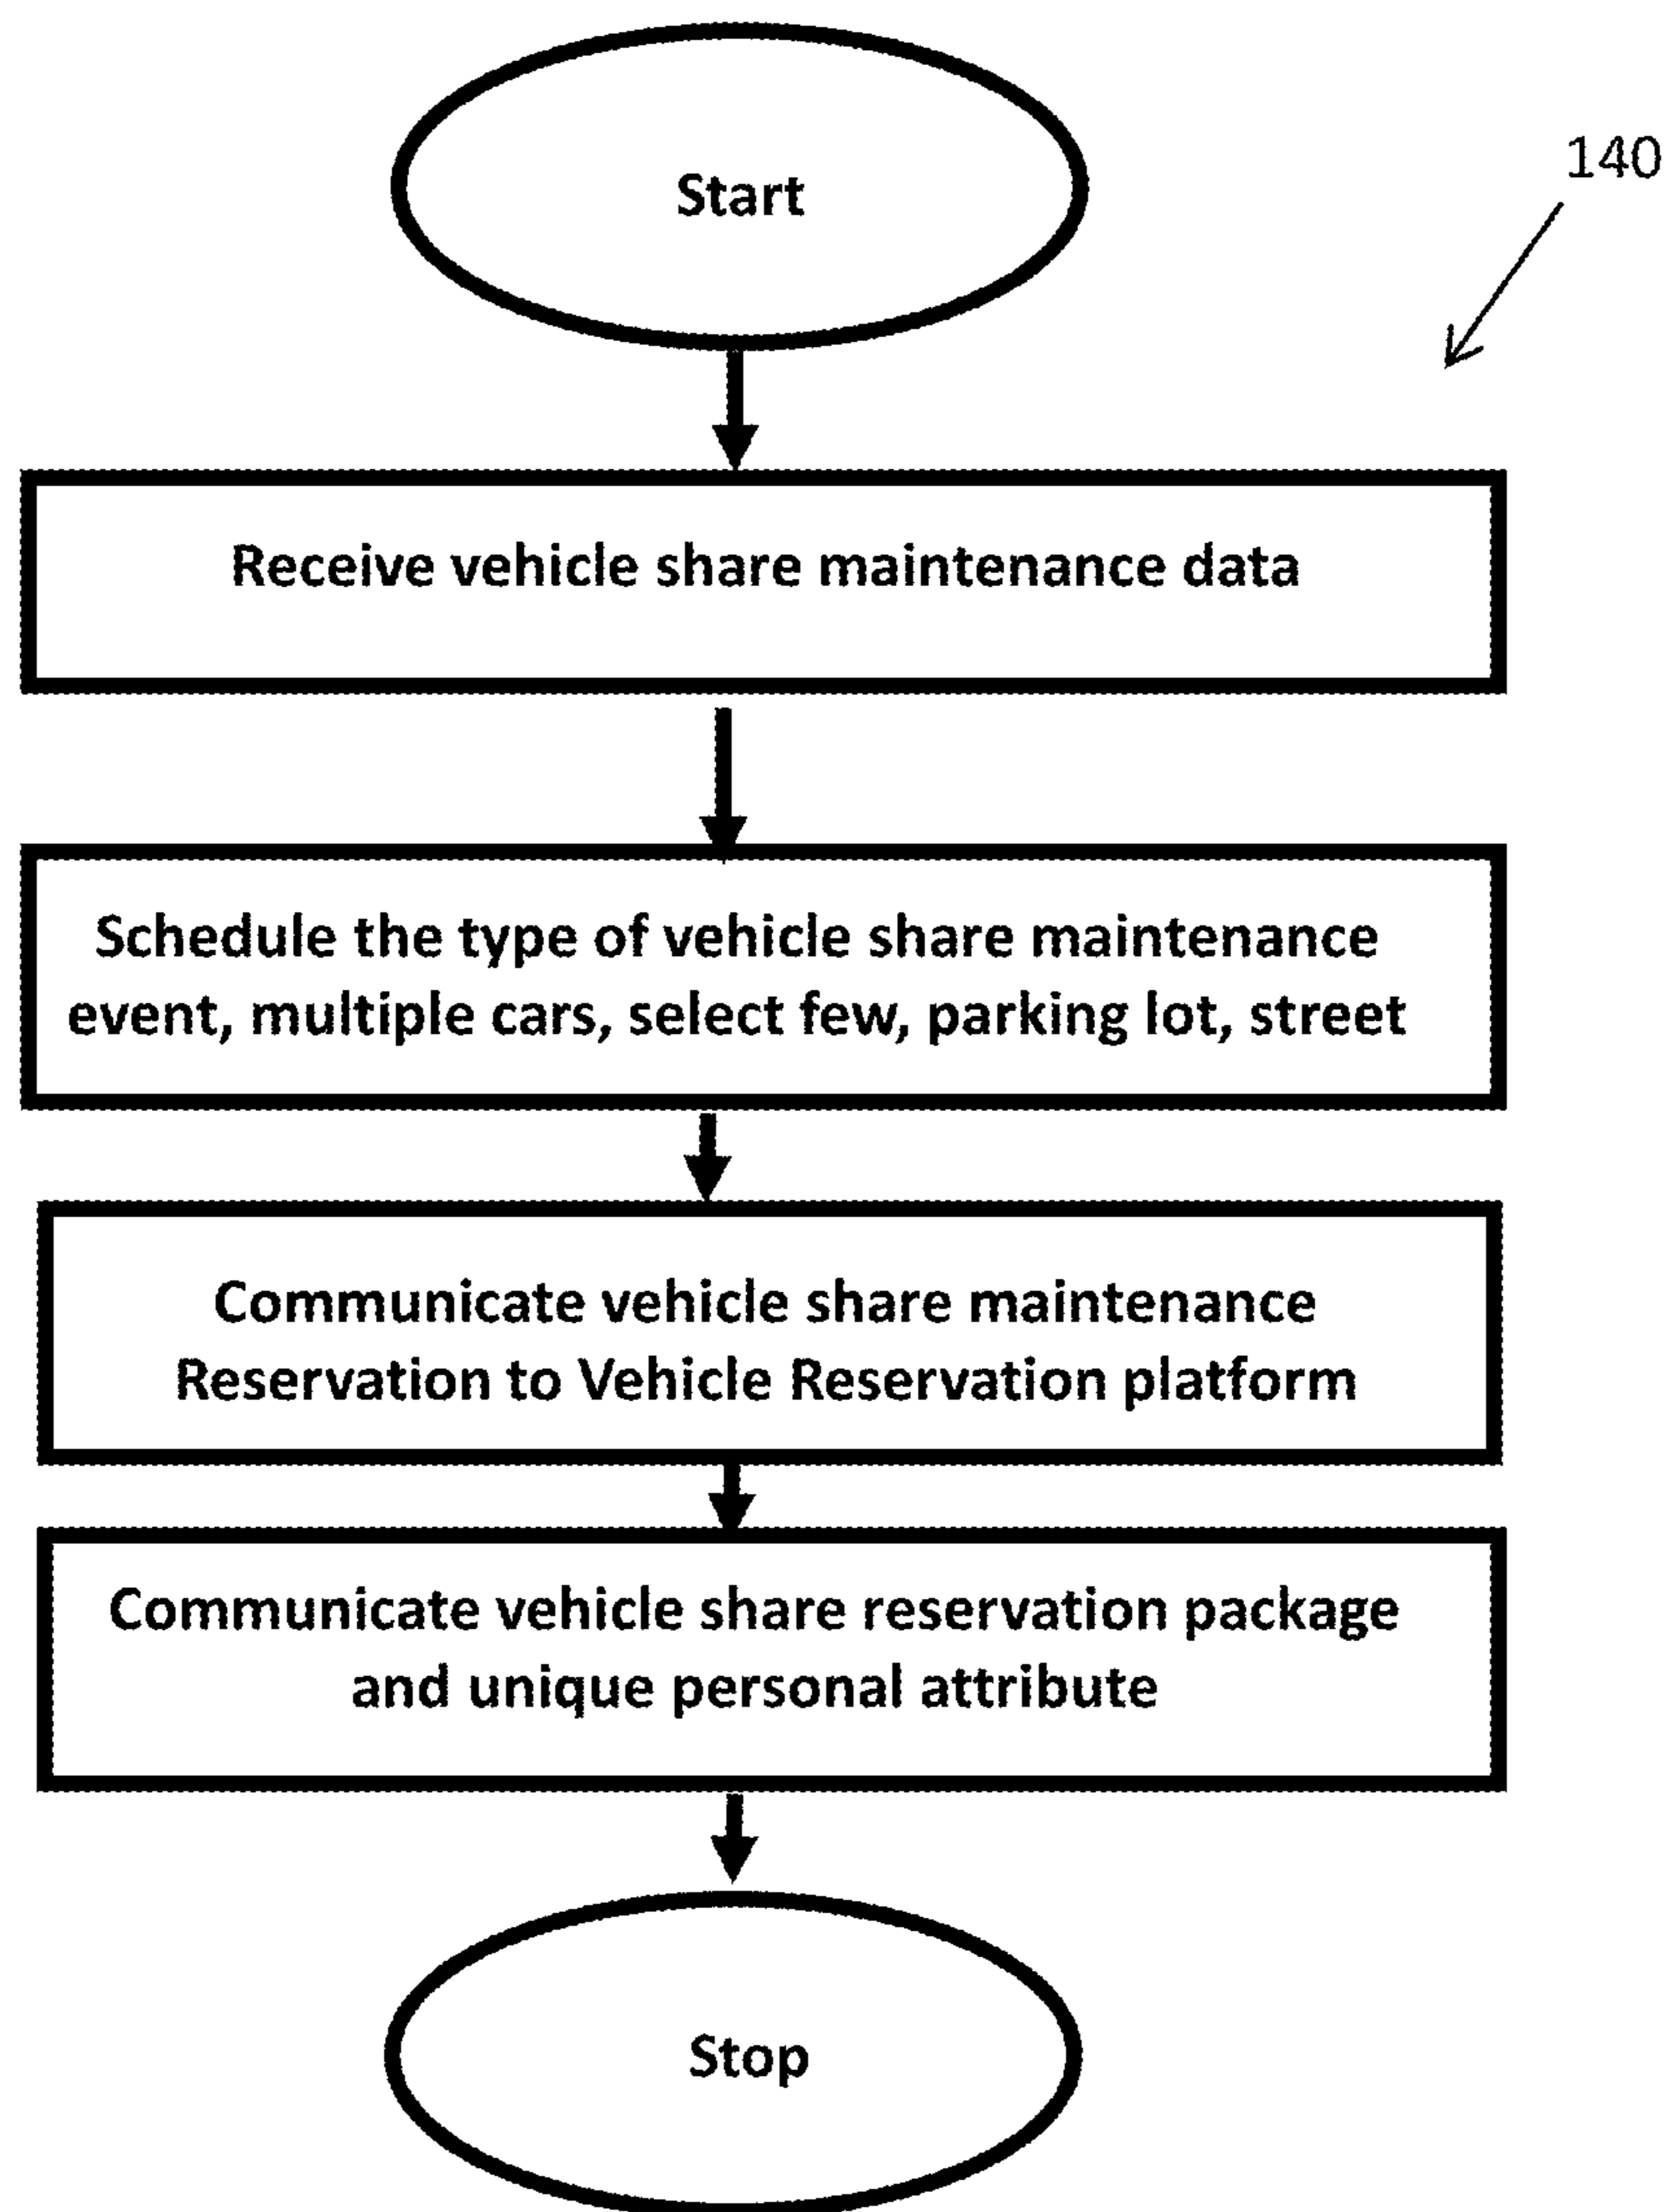 Start
140
Receive vehicle share maintenance data
Schedule the type of vehicle share maintenance
event, multiple cars, select few, parking lot, street
Communicate vehicle share maintenance
Reservation to Vehicle Reservation platform
Communicate vehicle share reservation package
and unique personal attribute
Stop